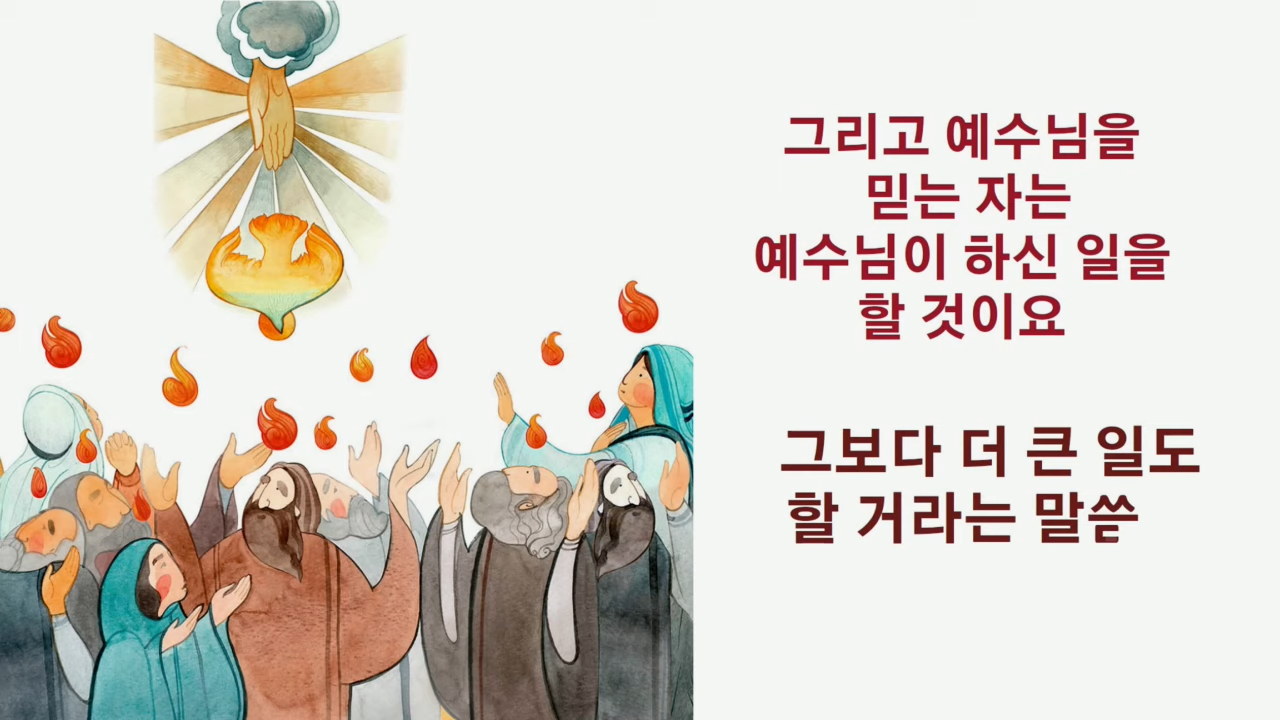 그리고 예수님을
믿는 자는
예수님이 하신 일을
할 것이요
그보다 더 큰 일도
할 거라는 말쓷